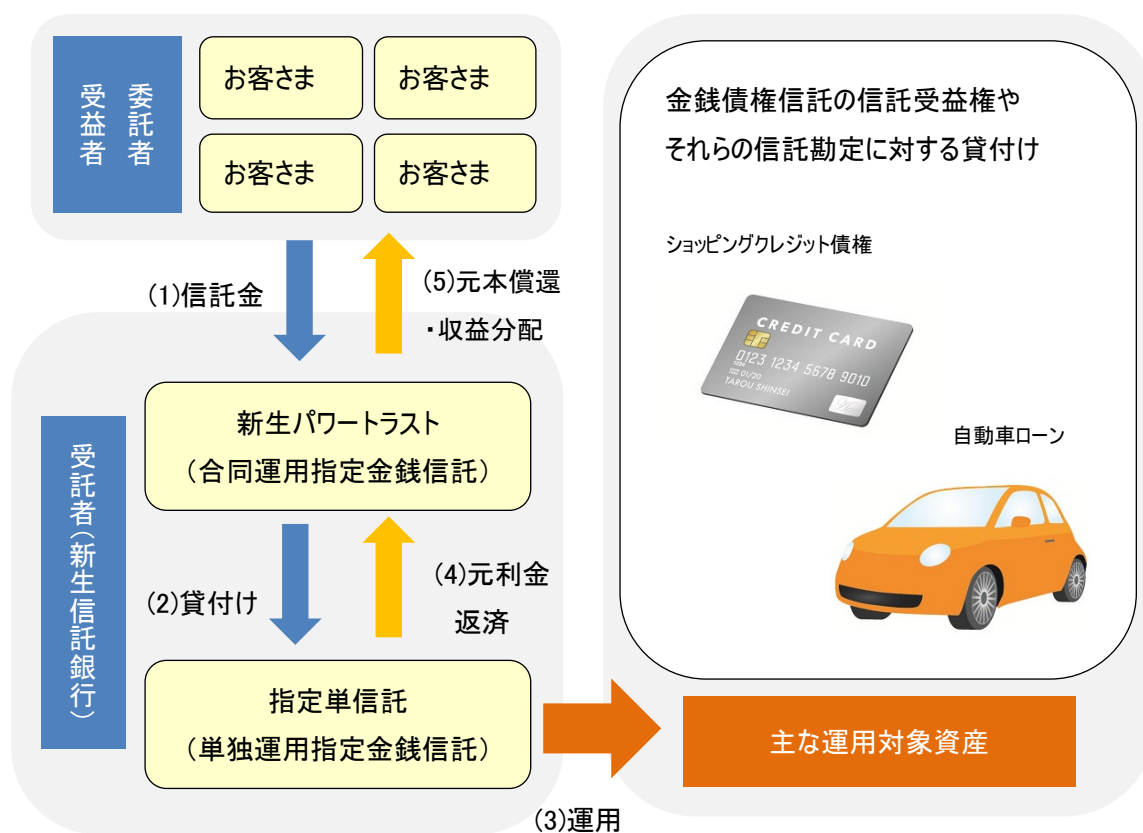 委託者
受益者
お客さま
お客さま
お客さま
お客さま
(1)信託金
(5)元本償還
・収益分配
受託者(新生信託銀行)
新生パワートラスト
(合同運用指定金銭信託)
(2)貸付け
(4)元利金
返済
指定単信託
(単独運用指定金銭信託)
(3)運用
金銭債権信託の信託受益権や
それらの信託勘定に対する貸付け
ショッピングクレジット債権
CREDIT CARD
0123 1234 5678 9010
1234
01/20
TAROU SHINSEI
自動車ローン
主な運用対象資産